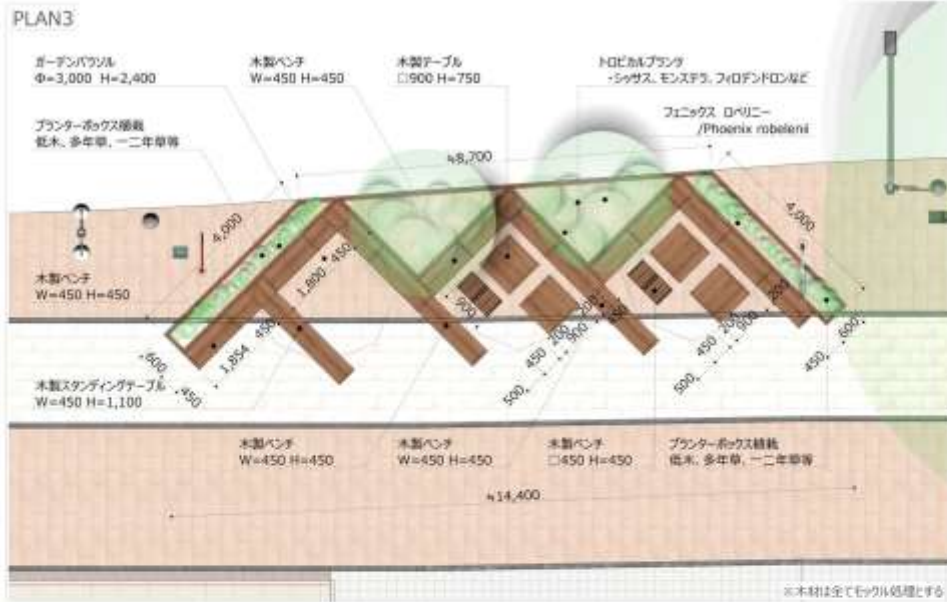 PLAN3
ガーデンパラソル
Φ=3,000 H=2,400
木製ベンチ
W=450 H=450
木製テーブル
□900 H=750
トロピカルプランツ
・シッサス、モンステラ、フィロデンドロンなど
フェニックス ロベリニー
/Phoenix robelenii
プランターボックス植栽
低木、多年草、一二年草等
≒8,700
4,000
4,000
木製ベンチ
W=450 H=450
1,800
450
900
200
450
1,854
600
450
200
900
450
500
200
200
900
450
500
600
450
木製スタンディングテーブル
W=450 H=1,100
木製ベンチ
W=450 H=450
木製ベンチ
W=450 H=450
木製ベンチ
□450 H=450
プランターボックス植栽
低木、多年草、一二年草等
≒14,400
※木材は全てモックル処理とする